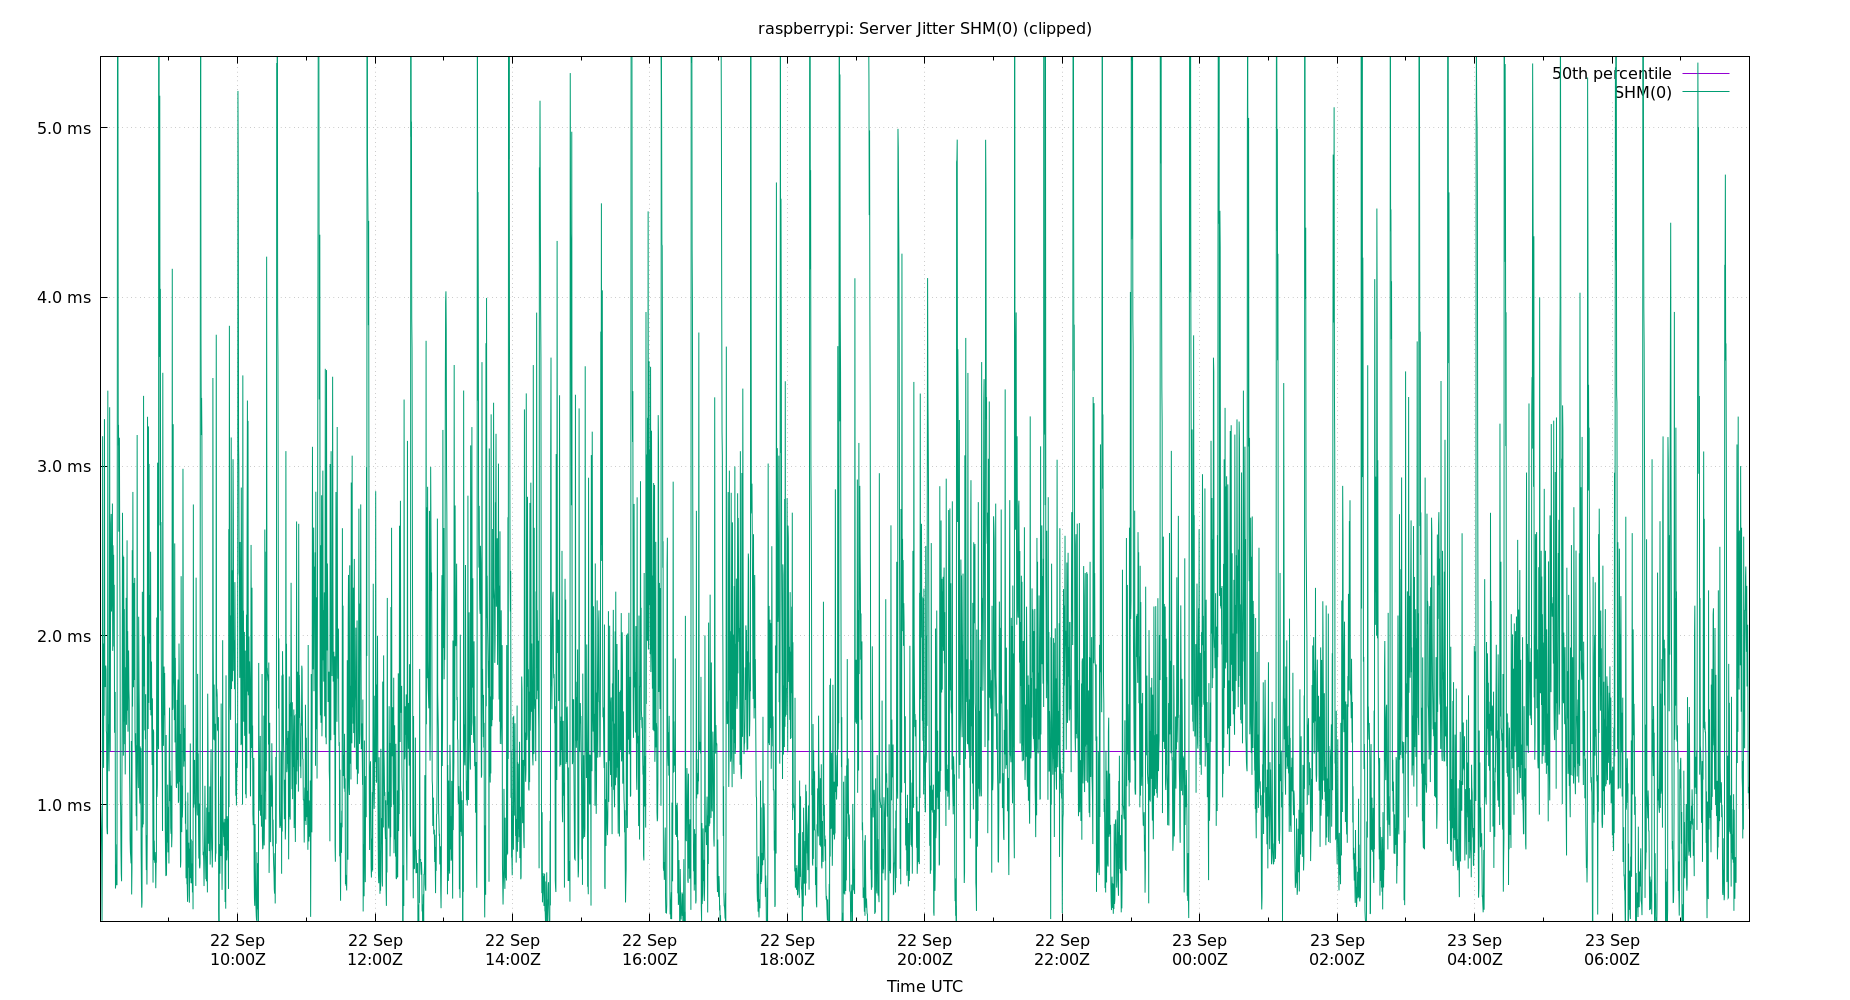 raspberrypi: Server Jitter SHM(0) (clipped)
50th percentile
SHM(0)
5.0 ms
4.0 ms
3.0 ms
2.0 ms
1.0 ms
22 Sep 22 Sep 22 Sep 22 Sep 22 Sep 22 Sep 22 Sep 23 Sep 23 Sep 23 Sep 23 Sep
10:00Z 12:00Z 14:00Z 16:00Z 18:00Z 20:00Z 22:00Z 00:00Z 02:00Z 04:00Z 06:00Z
Time UTC